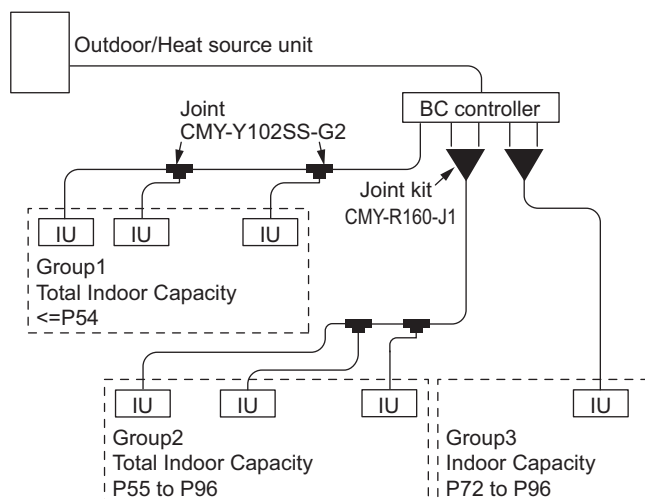 Outdoor/Heat source unit
BC controller
Joint
CMY-Y102SS-G2
Joint kit
CMY-R160-J1
IU
IU
IU
Group1
Total Indoor Capacity
<=P54
IU
IU
IU
IU
Group2
Total Indoor Capacity
P55 to P96
Group3
Indoor Capacity
P72 to P96